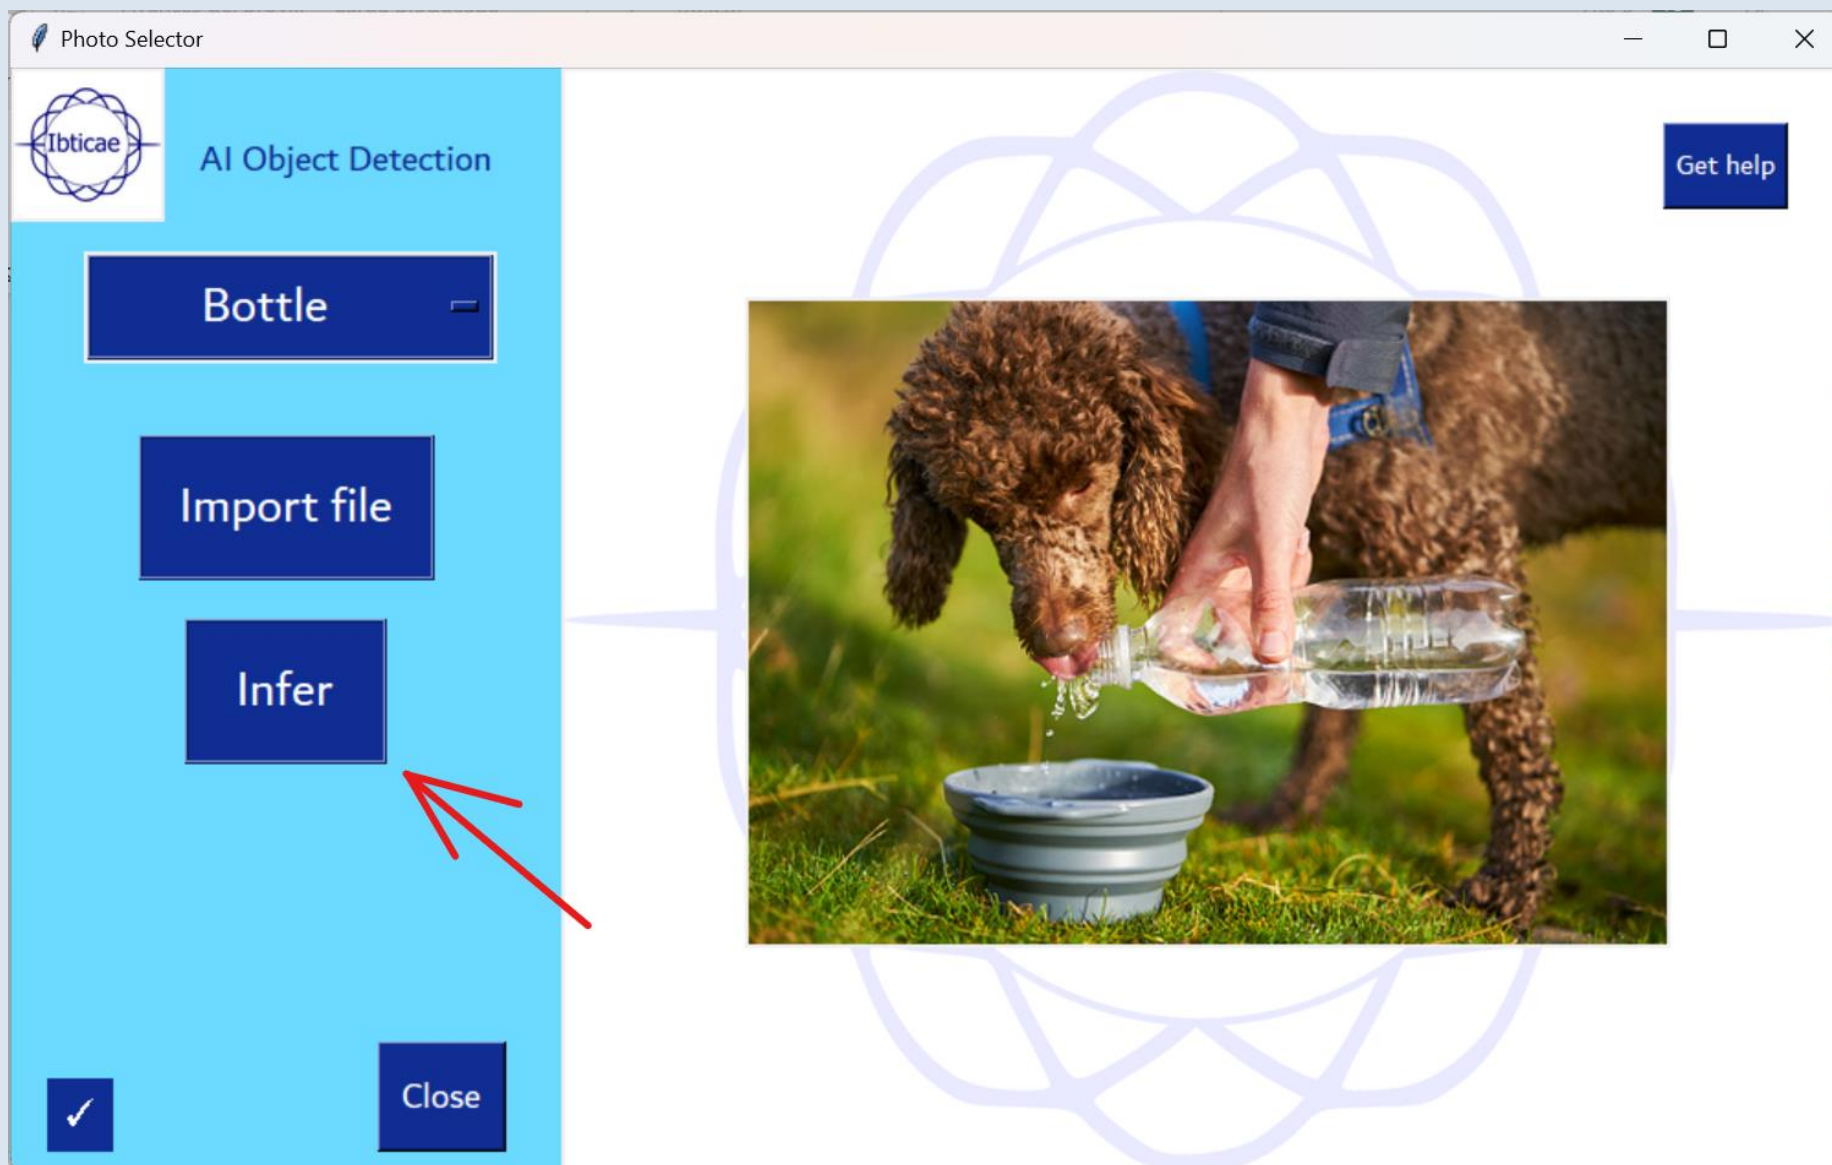 Photo Selector
Ibticae
AI Object Detection
Get help
Bottle
Import file
Infer
✓
Close